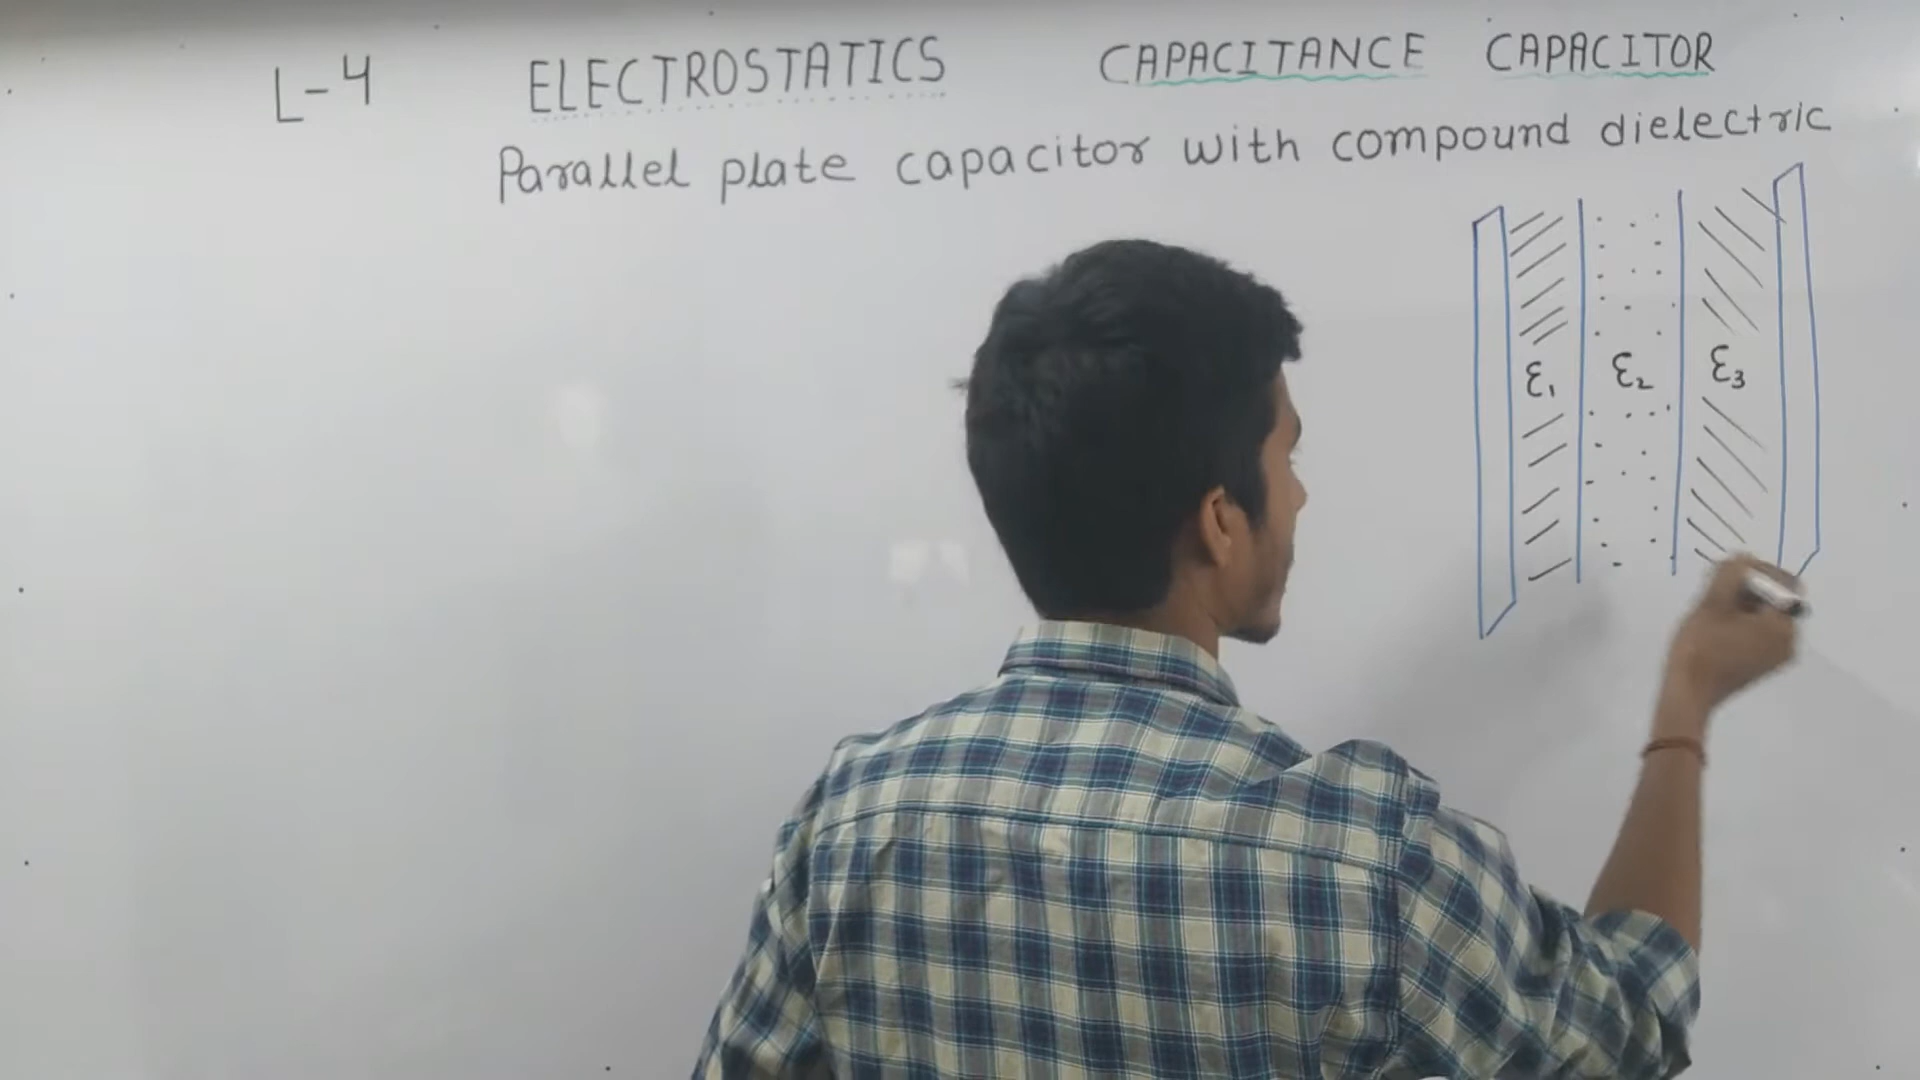 L-4 ELECTROSTATICS CAPACITANCE CAPACITOR
Parallel plate capacitor with compound dielectric
ε₁ ε₂ ε₃